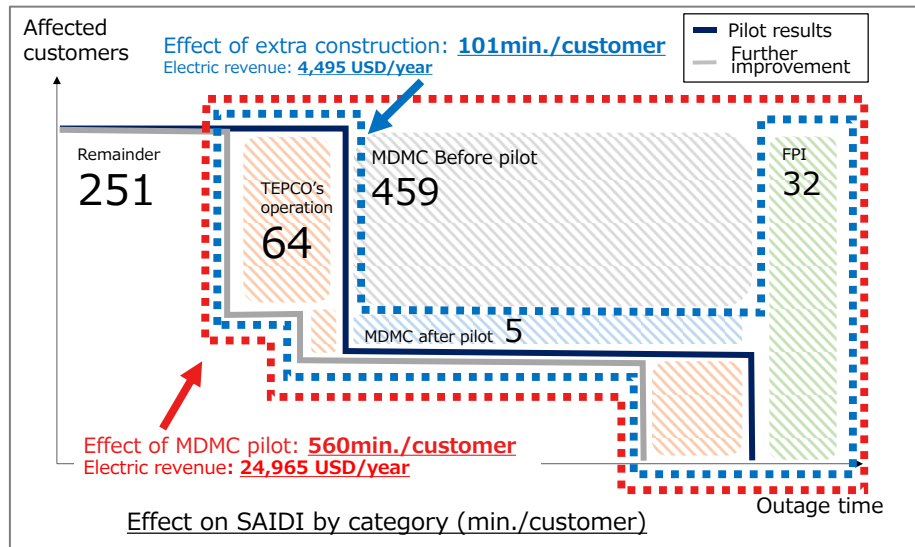 Affected
customers
Effect of extra construction: 101min./customer
Electric revenue: 4,495 USD/year
Pilot results
Further
improvement
Remainder
251
TEPCO's
operation
64
MDMC Before pilot
459
FPI
32
MDMC after pilot 5
Effect of MDMC pilot: 560min./customer
Electric revenue: 24,965 USD/year
Outage time
Effect on SAIDI by category (min./customer)